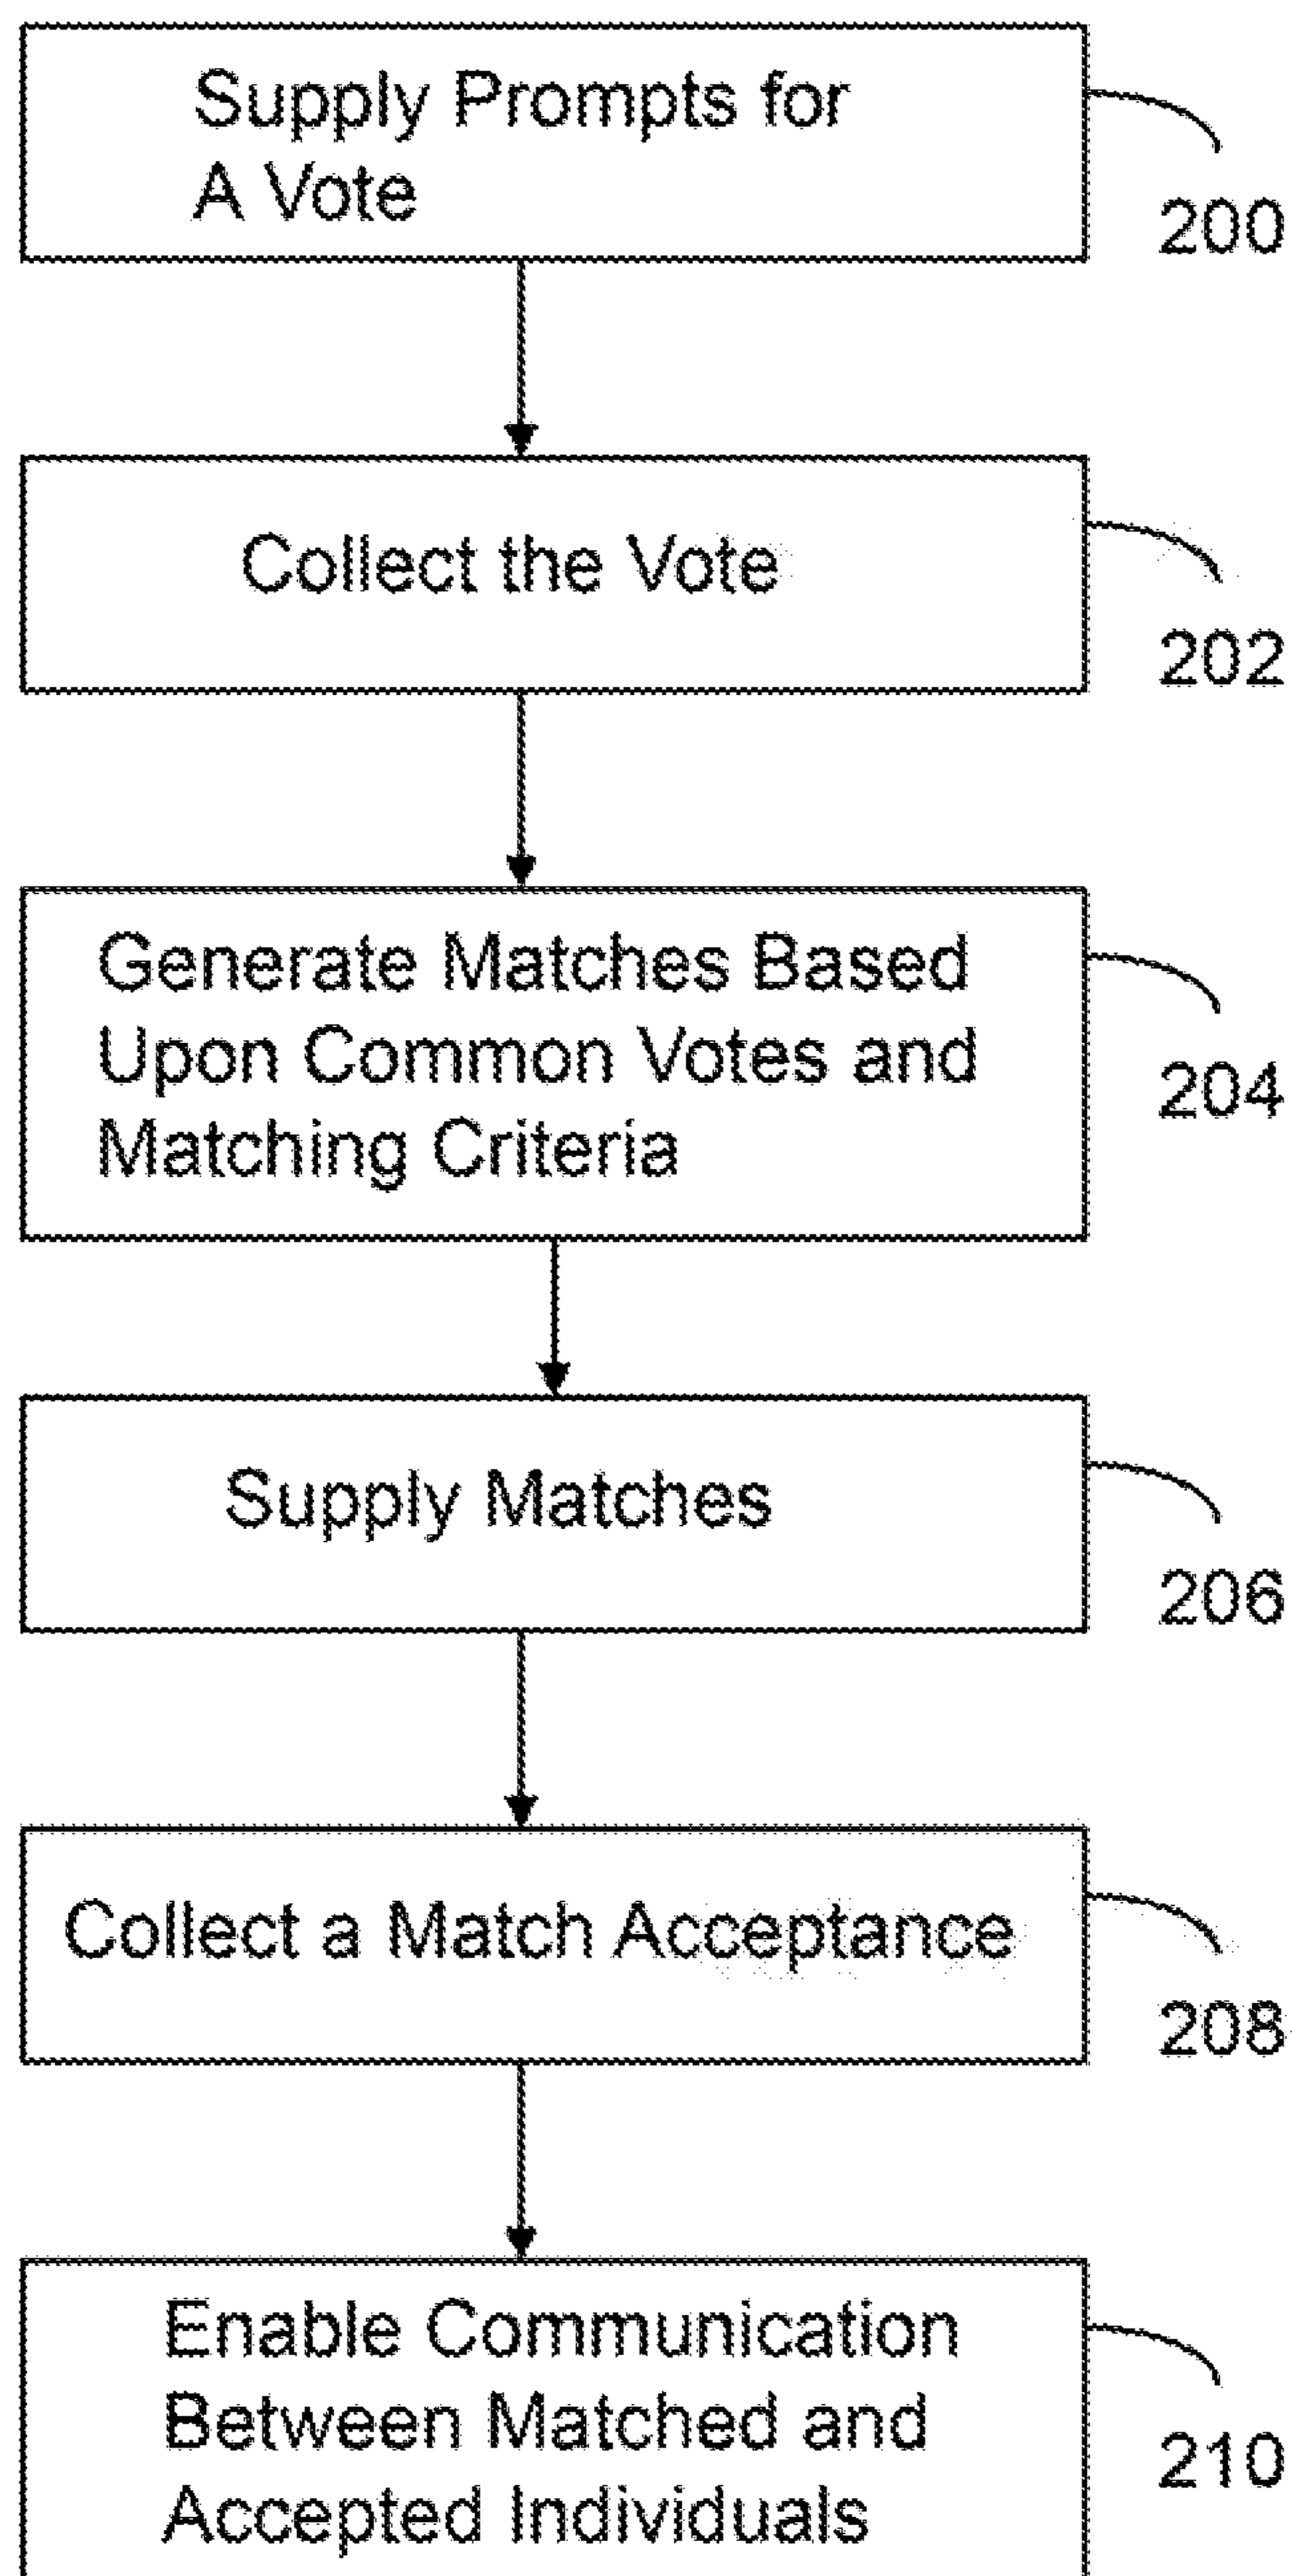 Supply Prompts for
A Vote
200
Collect the Vote
202
Generate Matches Based
Upon Common Votes and
Matching Criteria
204
Supply Matches
206
Collect a Match Acceptance
208
Enable Communication
Between Matched and
Accepted Individuals
210